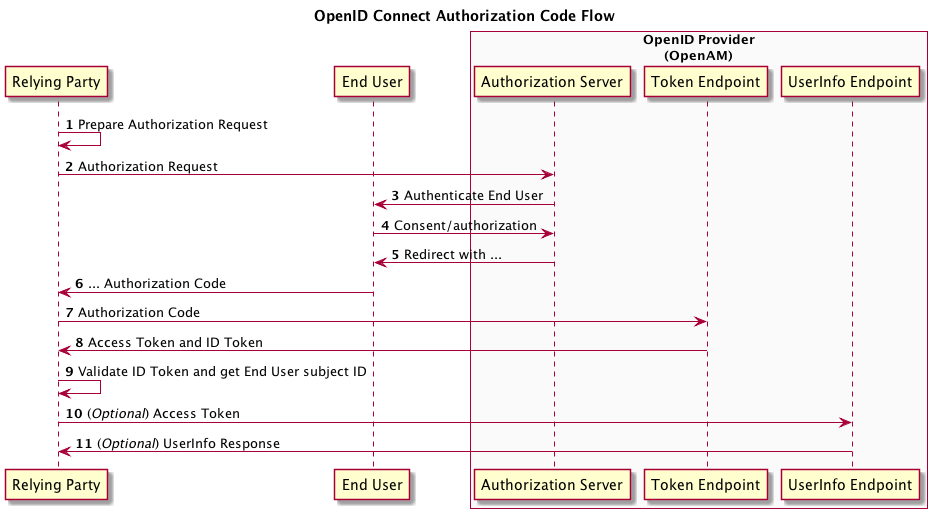 OpenID Connect Authorization Code Flow
OpenID Provider
(OpenAM)
Relying Party
End User
Authorization Server
Token Endpoint
UserInfo Endpoint
1 Prepare Authorization Request
2 Authorization Request
3 Authenticate End User
4 Consent/authorization
5 Redirect with ...
6 ... Authorization Code
7 Authorization Code
8 Access Token and ID Token
9 Validate ID Token and get End User subject ID
10 (Optional) Access Token
11 (Optional) UserInfo Response
Relying Party
End User
Authorization Server
Token Endpoint
UserInfo Endpoint